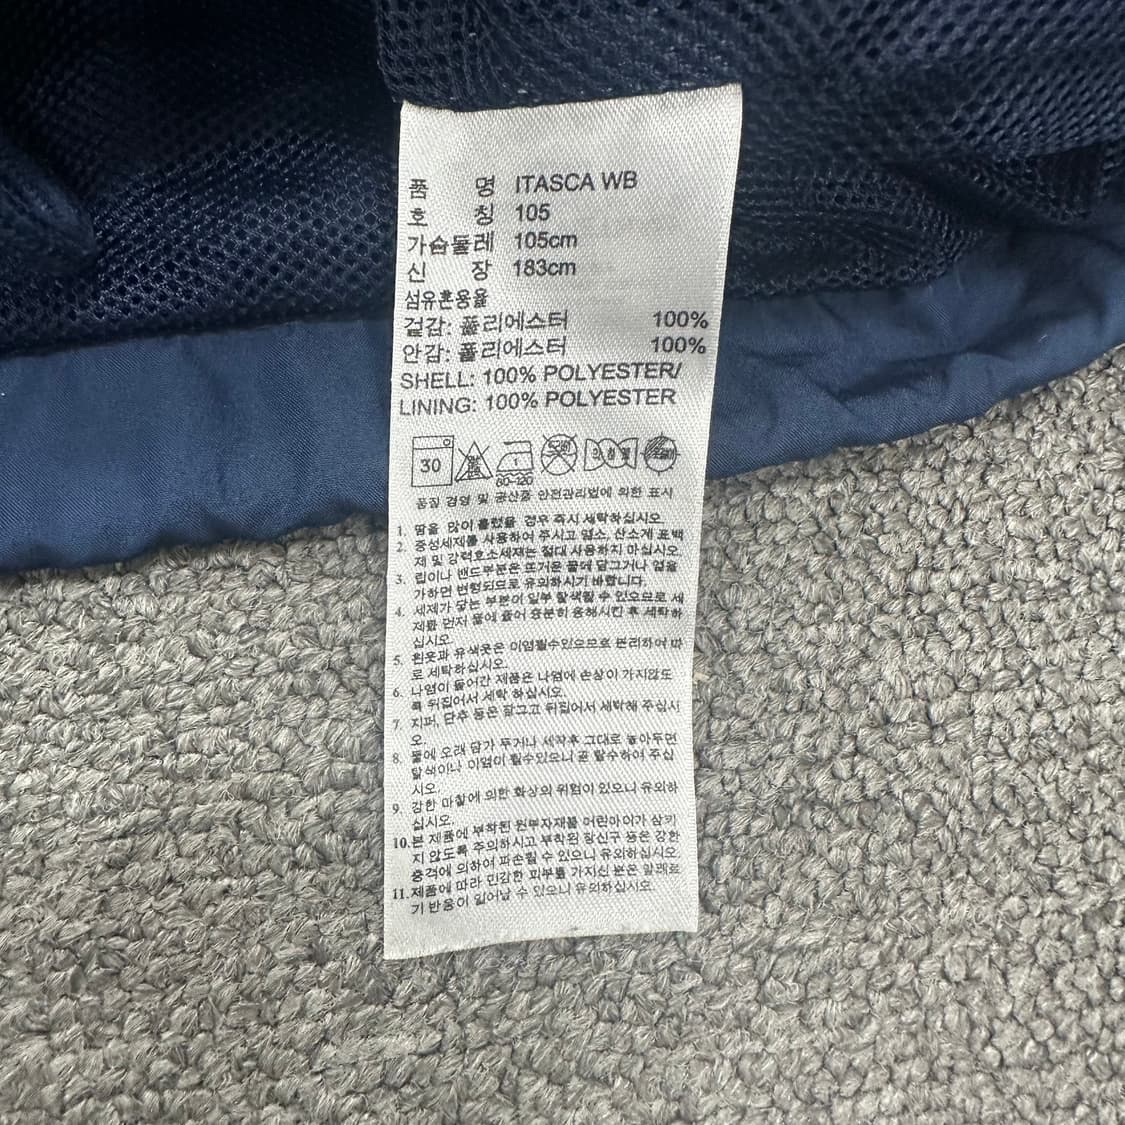 품 명 ITASCA WB
호 칭 105
가슴둘레 105cm
신 장 183cm
섬유혼용율
겉감: 폴리에스터 100%
안감: 폴리에스터 100%
SHELL: 100% POLYESTER/
LINING: 100% POLYESTER
30
60-120
품질 경영 및 공산품 안전관리법에 의한 표시
1. 땀을 많이 흘렸을 경우 즉시 세탁하십시오.
2. 중성세제를 사용하여 주시고 염소, 산소계 표백
제 및 강력효소세제는 절대 사용하지 마십시오.
3. 립이나 밴드부분은 뜨거운 물에 담그거나 열을
가하면 변형되므로 유의하시기 바랍니다.
4. 세제가 닿는 부분이 일부 탈색될 수 있으므로 세
제를 먼저 물에 풀어 충분히 용해시킨 후 세탁하
십시오.
5. 흰옷과 유색옷은 이염될수있으므로 분리하여 따
로 세탁하십시오.
6. 나염이 들어간 제품은 나염에 손상이 가지않도
록 뒤집어서 세탁 하십시오.
7. 지퍼, 단추 등은 잠그고 뒤집어서 세탁해 주십시
오.
8. 물에 오래 담가 두거나 세탁후 그대로 놓아두면
탈색이나 이염이 될수있으니 곧 탈수하여 주십
시오.
9. 강한 마찰에 의한 화상의 위험이 있으니 유의하
십시오.
10. 본 제품에 부착된 원부자재를 어린아이가 삼키
지 않도록 주의하시고 부착된 장신구 등은 강한
충격에 의하여 파손될 수 있으니 유의하십시오.
11. 제품에 따라 민감한 피부를 가지신 분은 알레르
기 반응이 일어날 수 있으니 유의하십시오.